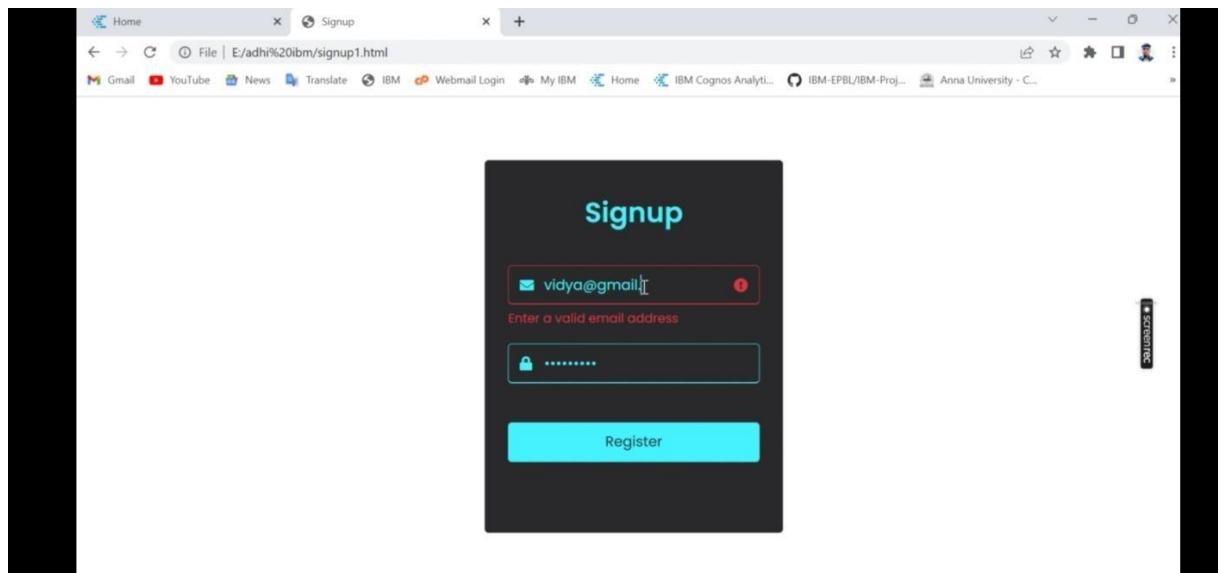 Home
Signup
File | E:/adhi%20ibm/signup1.html
Gmail YouTube News Translate IBM Webmail Login My IBM Home IBM Cognos Analyti... IBM-EPBL/IBM-Proj... Anna University - C...
Signup
vidya@gmail.
Enter a valid email address
•••••••••
Register
screenrec